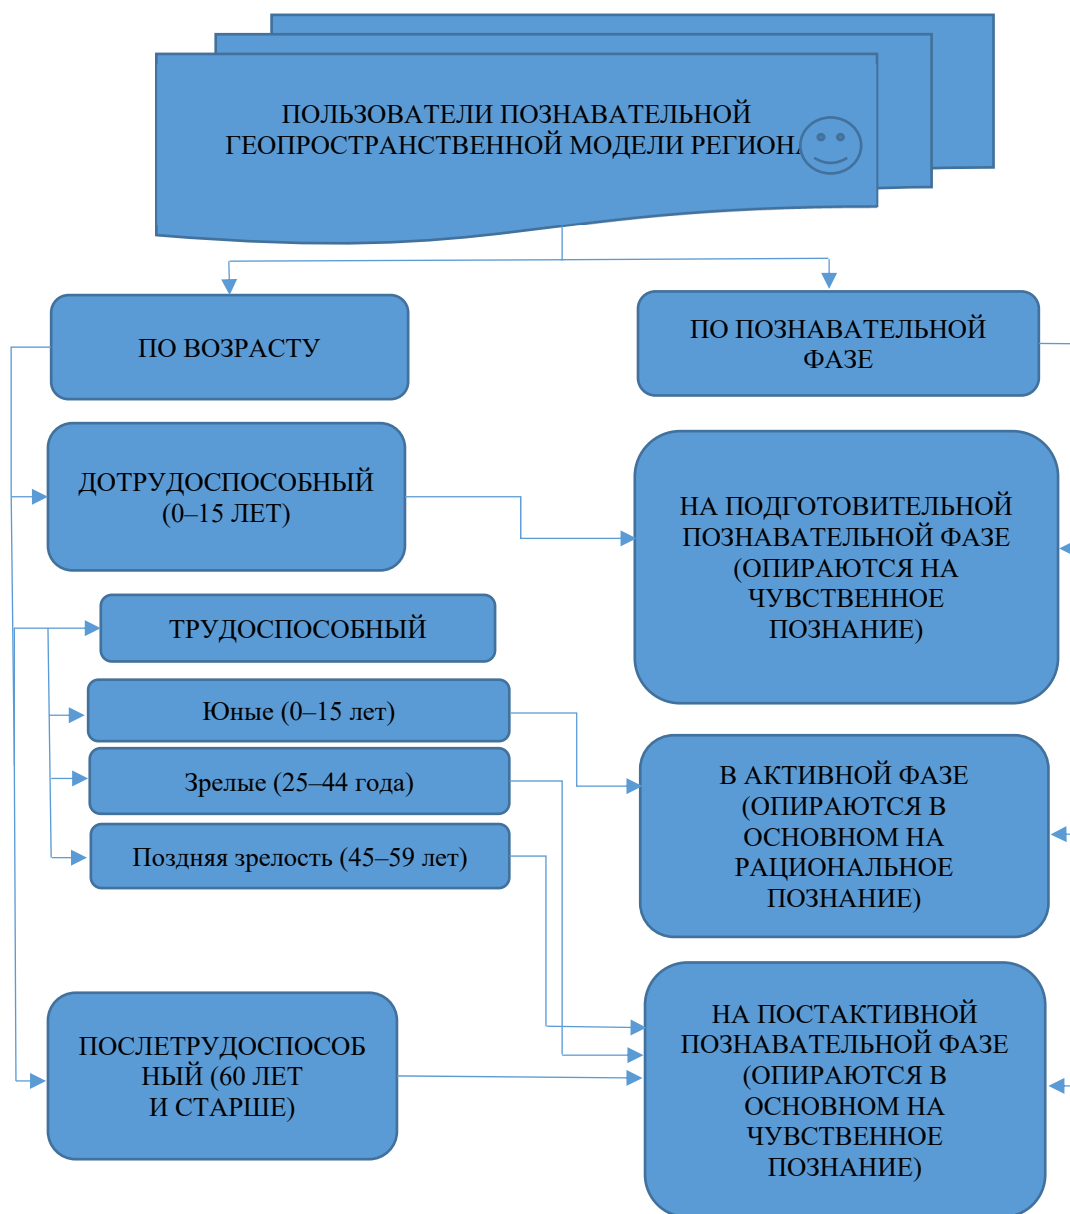 ПОЛЬЗОВАТЕЛИ ПОЗНАВАТЕЛЬНОЙ
ГЕОПРОСТРАНСТВЕННОЙ МОДЕЛИ РЕГИОНА
ПО ВОЗРАСТУ
ПО ПОЗНАВАТЕЛЬНОЙ
ФАЗЕ
ДОТРУДОСПОСОБНЫЙ
(0–15 ЛЕТ)
НА ПОДГОТОВИТЕЛЬНОЙ
ПОЗНАВАТЕЛЬНОЙ ФАЗЕ
(ОПИРАЮТСЯ НА
ЧУВСТВЕННОЕ
ПОЗНАНИЕ)
ТРУДОСПОСОБНЫЙ
Юные (0–15 лет)
Зрелые (25–44 года)
Поздняя зрелость (45–59 лет)
В АКТИВНОЙ ФАЗЕ
(ОПИРАЮТСЯ В
ОСНОВНОМ НА
РАЦИОНАЛЬНОЕ
ПОЗНАНИЕ)
ПОСЛЕТРУДОСПОСОБ
НЫЙ (60 ЛЕТ
И СТАРШЕ)
НА ПОСТАКТИВНОЙ
ПОЗНАВАТЕЛЬНОЙ ФАЗЕ
(ОПИРАЮТСЯ В
ОСНОВНОМ НА
ЧУВСТВЕННОЕ
ПОЗНАНИЕ)